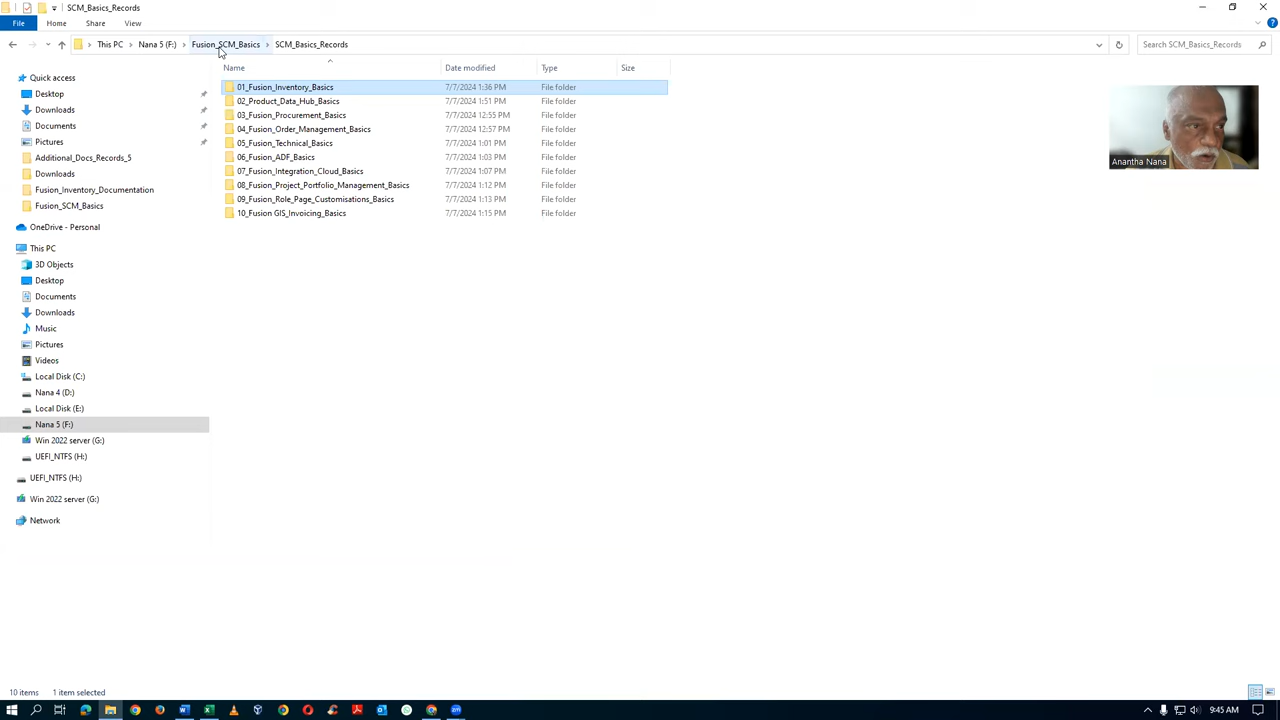 SCM_Basics_Records
File Home Share View
This PC Nana 5 (F:) Fusion_SCM_Basics SCM_Basics_Records
Search SCM_Basics_Records
Name Date modified Type Size
Quick access
Desktop
Downloads
Documents
Pictures
Additional_Docs_Records_5
Downloads
Fusion_Inventory_Documentation
Fusion_SCM_Basics
OneDrive - Personal
This PC
3D Objects
Desktop
Documents
Downloads
Music
Pictures
Videos
Local Disk (C:)
Nana 4 (D:)
Local Disk (E:)
Nana 5 (F:)
Win 2022 server (G:)
UEFI_NTFS (H:)
UEFI_NTFS (H:)
Win 2022 server (G:)
Network
01_Fusion_Inventory_Basics 7/7/2024 1:36 PM File folder
02_Product_Data_Hub_Basics 7/7/2024 1:51 PM File folder
03_Fusion_Procurement_Basics 7/7/2024 12:55 PM File folder
04_Fusion_Order_Management_Basics 7/7/2024 12:57 PM File folder
05_Fusion_Technical_Basics 7/7/2024 1:01 PM File folder
06_Fusion_ADF_Basics 7/7/2024 1:03 PM File folder
07_Fusion_Integration_Cloud_Basics 7/7/2024 1:07 PM File folder
08_Fusion_Project_Portfolio_Management_Basics 7/7/2024 1:12 PM File folder
09_Fusion_Role_Page_Customisations_Basics 7/7/2024 1:13 PM File folder
10_Fusion GIS_Invoicing_Basics 7/7/2024 1:15 PM File folder
Anantha Nana
10 items 1 item selected
9:45 AM